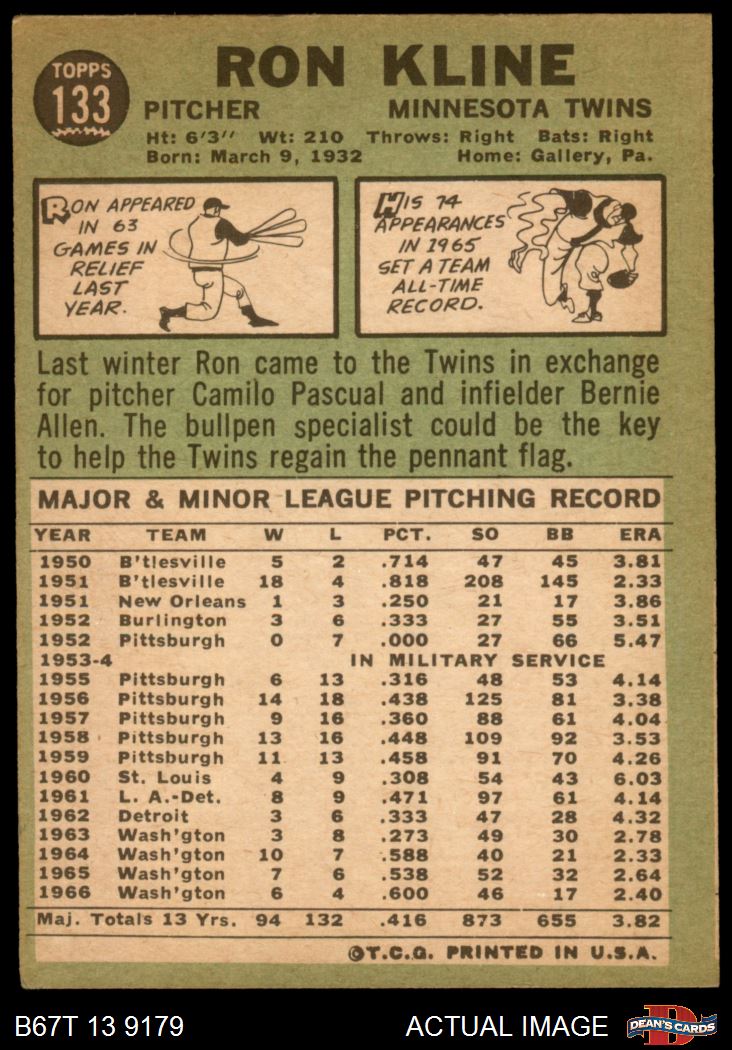 TOPPS
133
RON KLINE
PITCHER MINNESOTA TWINS
Ht: 6'3" Wt: 210 Throws: Right Bats: Right
Born: March 9, 1932 Home: Gallery, Pa.
RON APPEARED
IN 63
GAMES IN
RELIEF
LAST
YEAR.
HIS 74
APPEARANCES
IN 1965
SET A TEAM
ALL-TIME
RECORD.
Last winter Ron came to the Twins in exchange
for pitcher Camilo Pascual and infielder Bernie
Allen. The bullpen specialist could be the key
to help the Twins regain the pennant flag.
MAJOR & MINOR LEAGUE PITCHING RECORD
YEAR TEAM W L PCT. SO BB ERA
1950 B'tlesville 5 2 .714 47 45 3.81
1951 B'tlesville 18 4 .818 208 145 2.33
1951 New Orleans 1 3 .250 21 17 3.86
1952 Burlington 3 6 .333 27 55 3.51
1952 Pittsburgh 0 7 .000 27 66 5.47
1953-4 IN MILITARY SERVICE
1955 Pittsburgh 6 13 .316 48 53 4.14
1956 Pittsburgh 14 18 .438 125 81 3.38
1957 Pittsburgh 9 16 .360 88 61 4.04
1958 Pittsburgh 13 16 .448 109 92 3.53
1959 Pittsburgh 11 13 .458 91 70 4.26
1960 St. Louis 4 9 .308 54 43 6.03
1961 L. A.-Det. 8 9 .471 97 61 4.14
1962 Detroit 3 6 .333 47 28 4.32
1963 Wash'gton 3 8 .273 49 30 2.78
1964 Wash'gton 10 7 .588 40 21 2.33
1965 Wash'gton 7 6 .538 52 32 2.64
1966 Wash'gton 6 4 .600 46 17 2.40
Maj. Totals 13 Yrs. 94 132 .416 873 655 3.82
©T.C.G. PRINTED IN U.S.A.
B67T 13 9179 ACTUAL IMAGE
D
DEAN'S CARDS